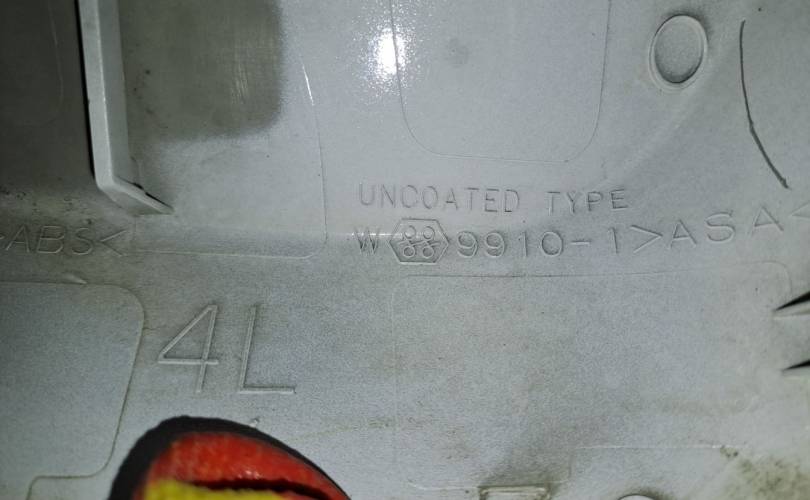 UNCOATED TYPE
>ABS< W 9910-1 >ASA<
4L